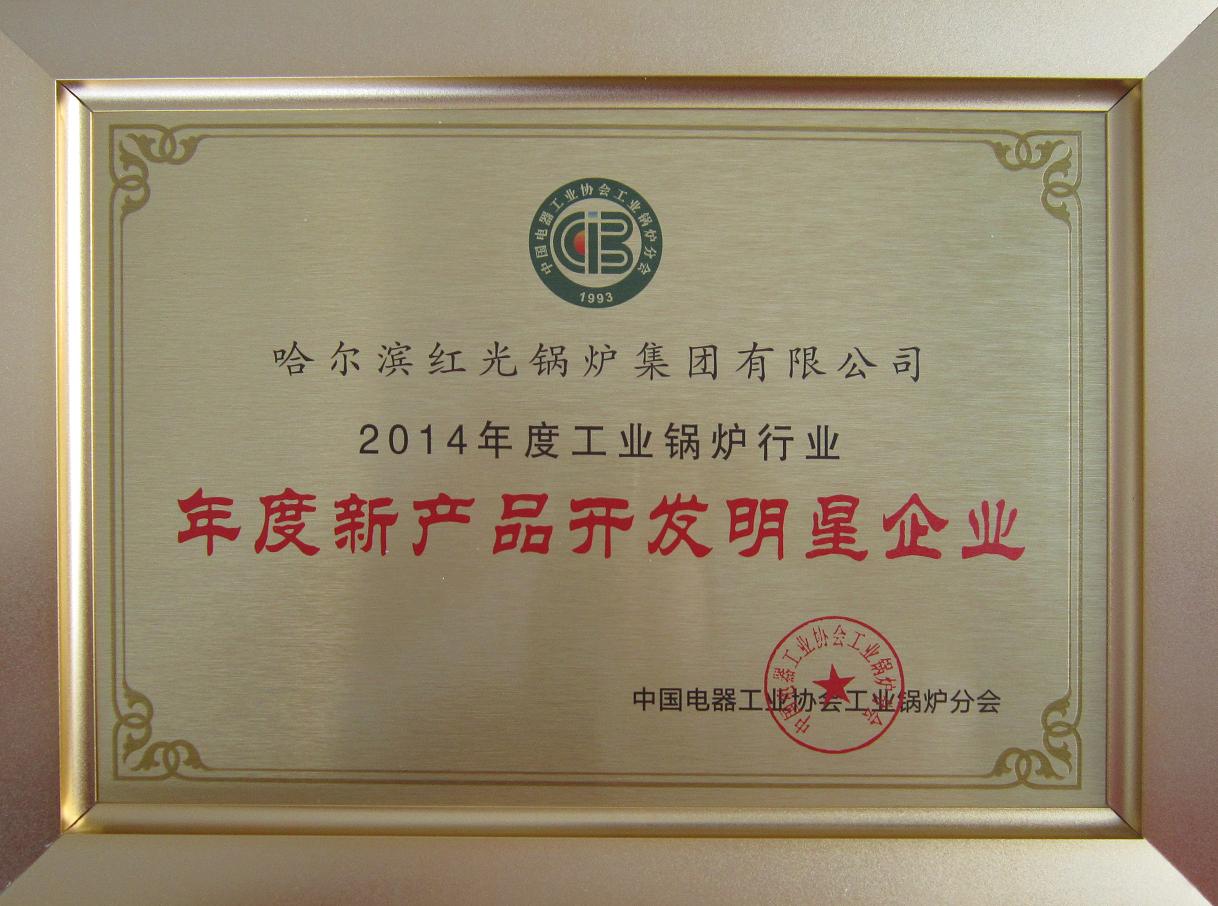 中国电器工业协会工业锅炉分会
CIB
1993
哈尔滨红光锅炉集团有限公司
2014年度工业锅炉行业
年度新产品开发明星企业
中国电器工业协会工业锅炉分会
中国电器工业协会工业锅炉分会